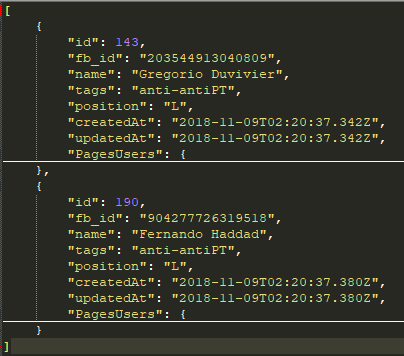 [
{
"id": 143,
"fb_id": "203544913040809",
"name": "Gregorio Duvivier",
"tags": "anti-antiPT",
"position": "L",
"createdAt": "2018-11-09T02:20:37.342Z",
"updatedAt": "2018-11-09T02:20:37.342Z",
"PagesUsers": {
},
{
"id": 190,
"fb_id": "904277726319518",
"name": "Fernando Haddad",
"tags": "anti-antiPT",
"position": "L",
"createdAt": "2018-11-09T02:20:37.380Z",
"updatedAt": "2018-11-09T02:20:37.380Z",
"PagesUsers": {
}
]